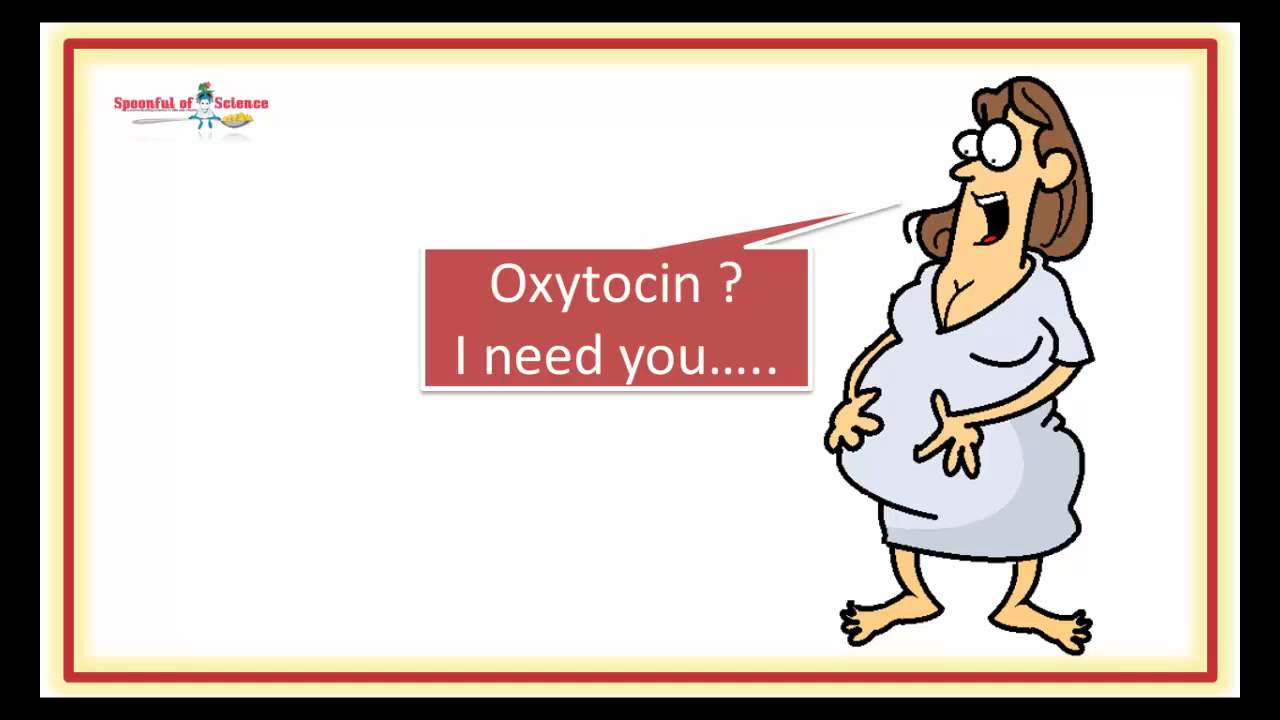 Spoonful of Science
Oxytocin ?
I need you.....